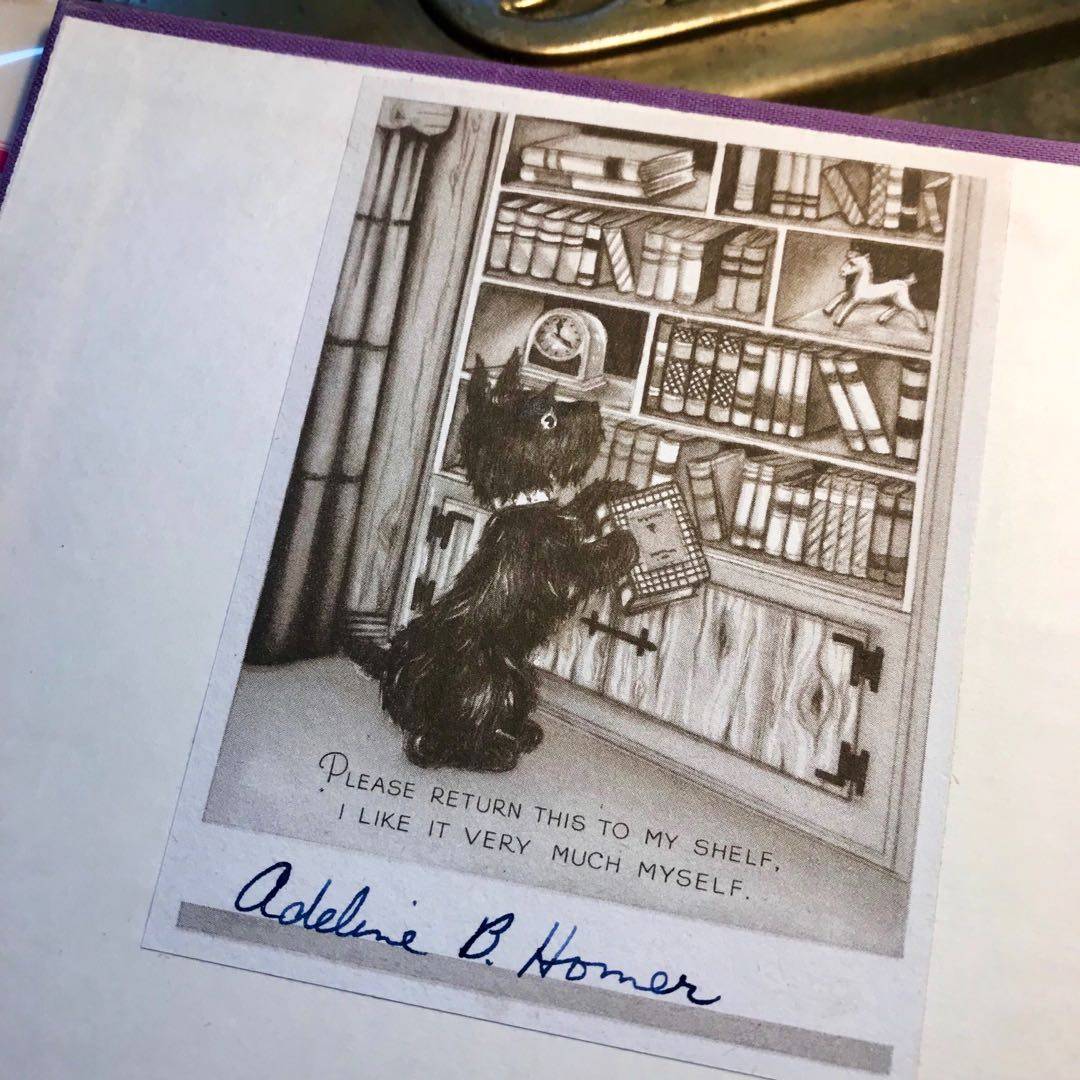 PLEASE RETURN THIS TO MY SHELF,
I LIKE IT VERY MUCH MYSELF.
Adeline B. Homer